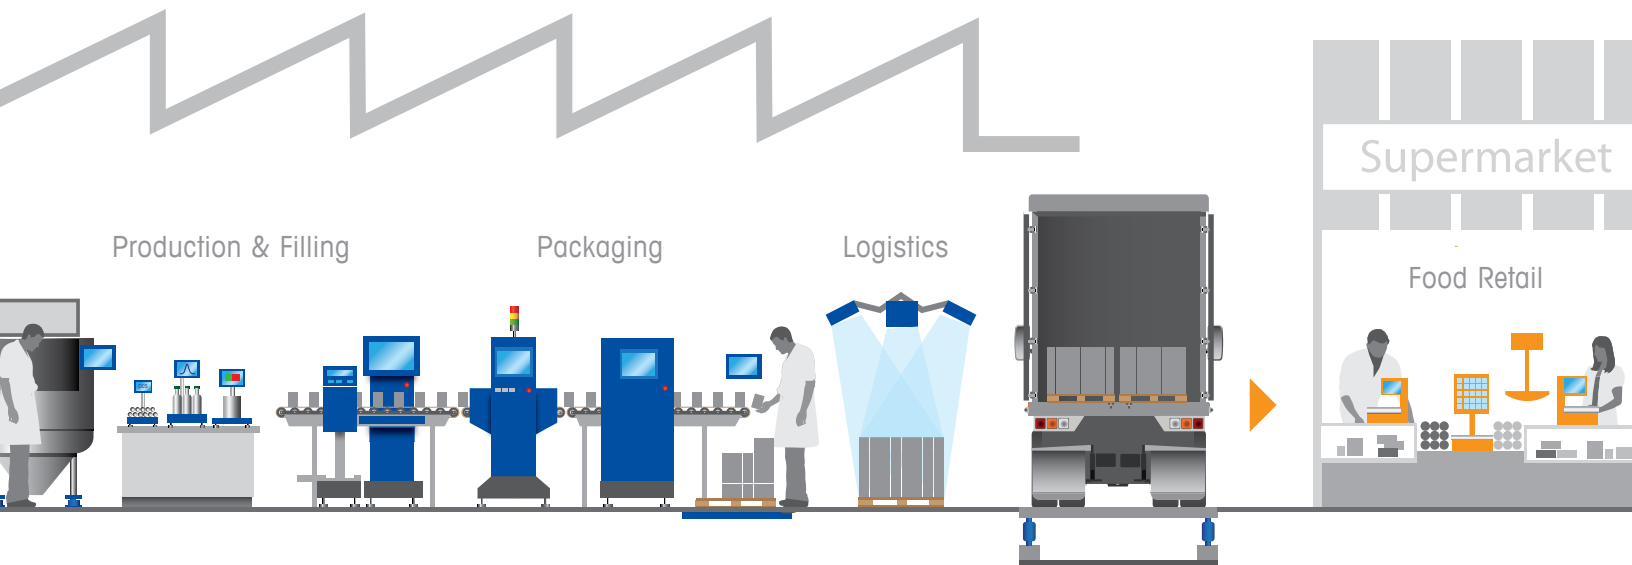 Supermarket
Production & Filling
Packaging
Logistics
Food Retail